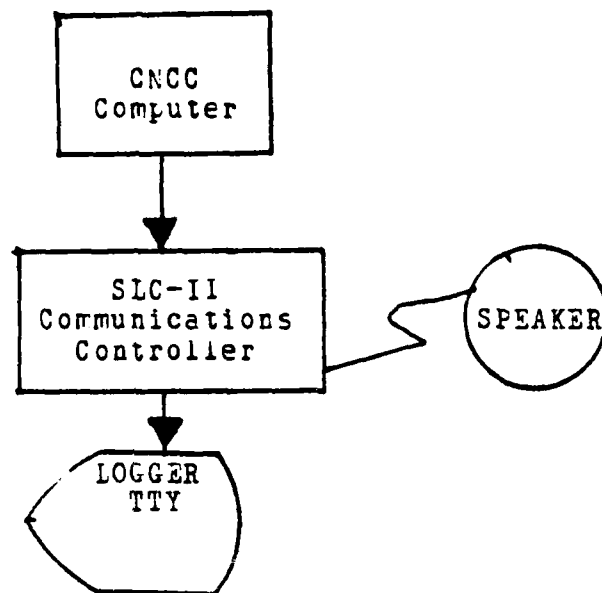 CNCC
Computer
SLC-II
Communications
Controller
SPEAKER
LOGGER
TTY